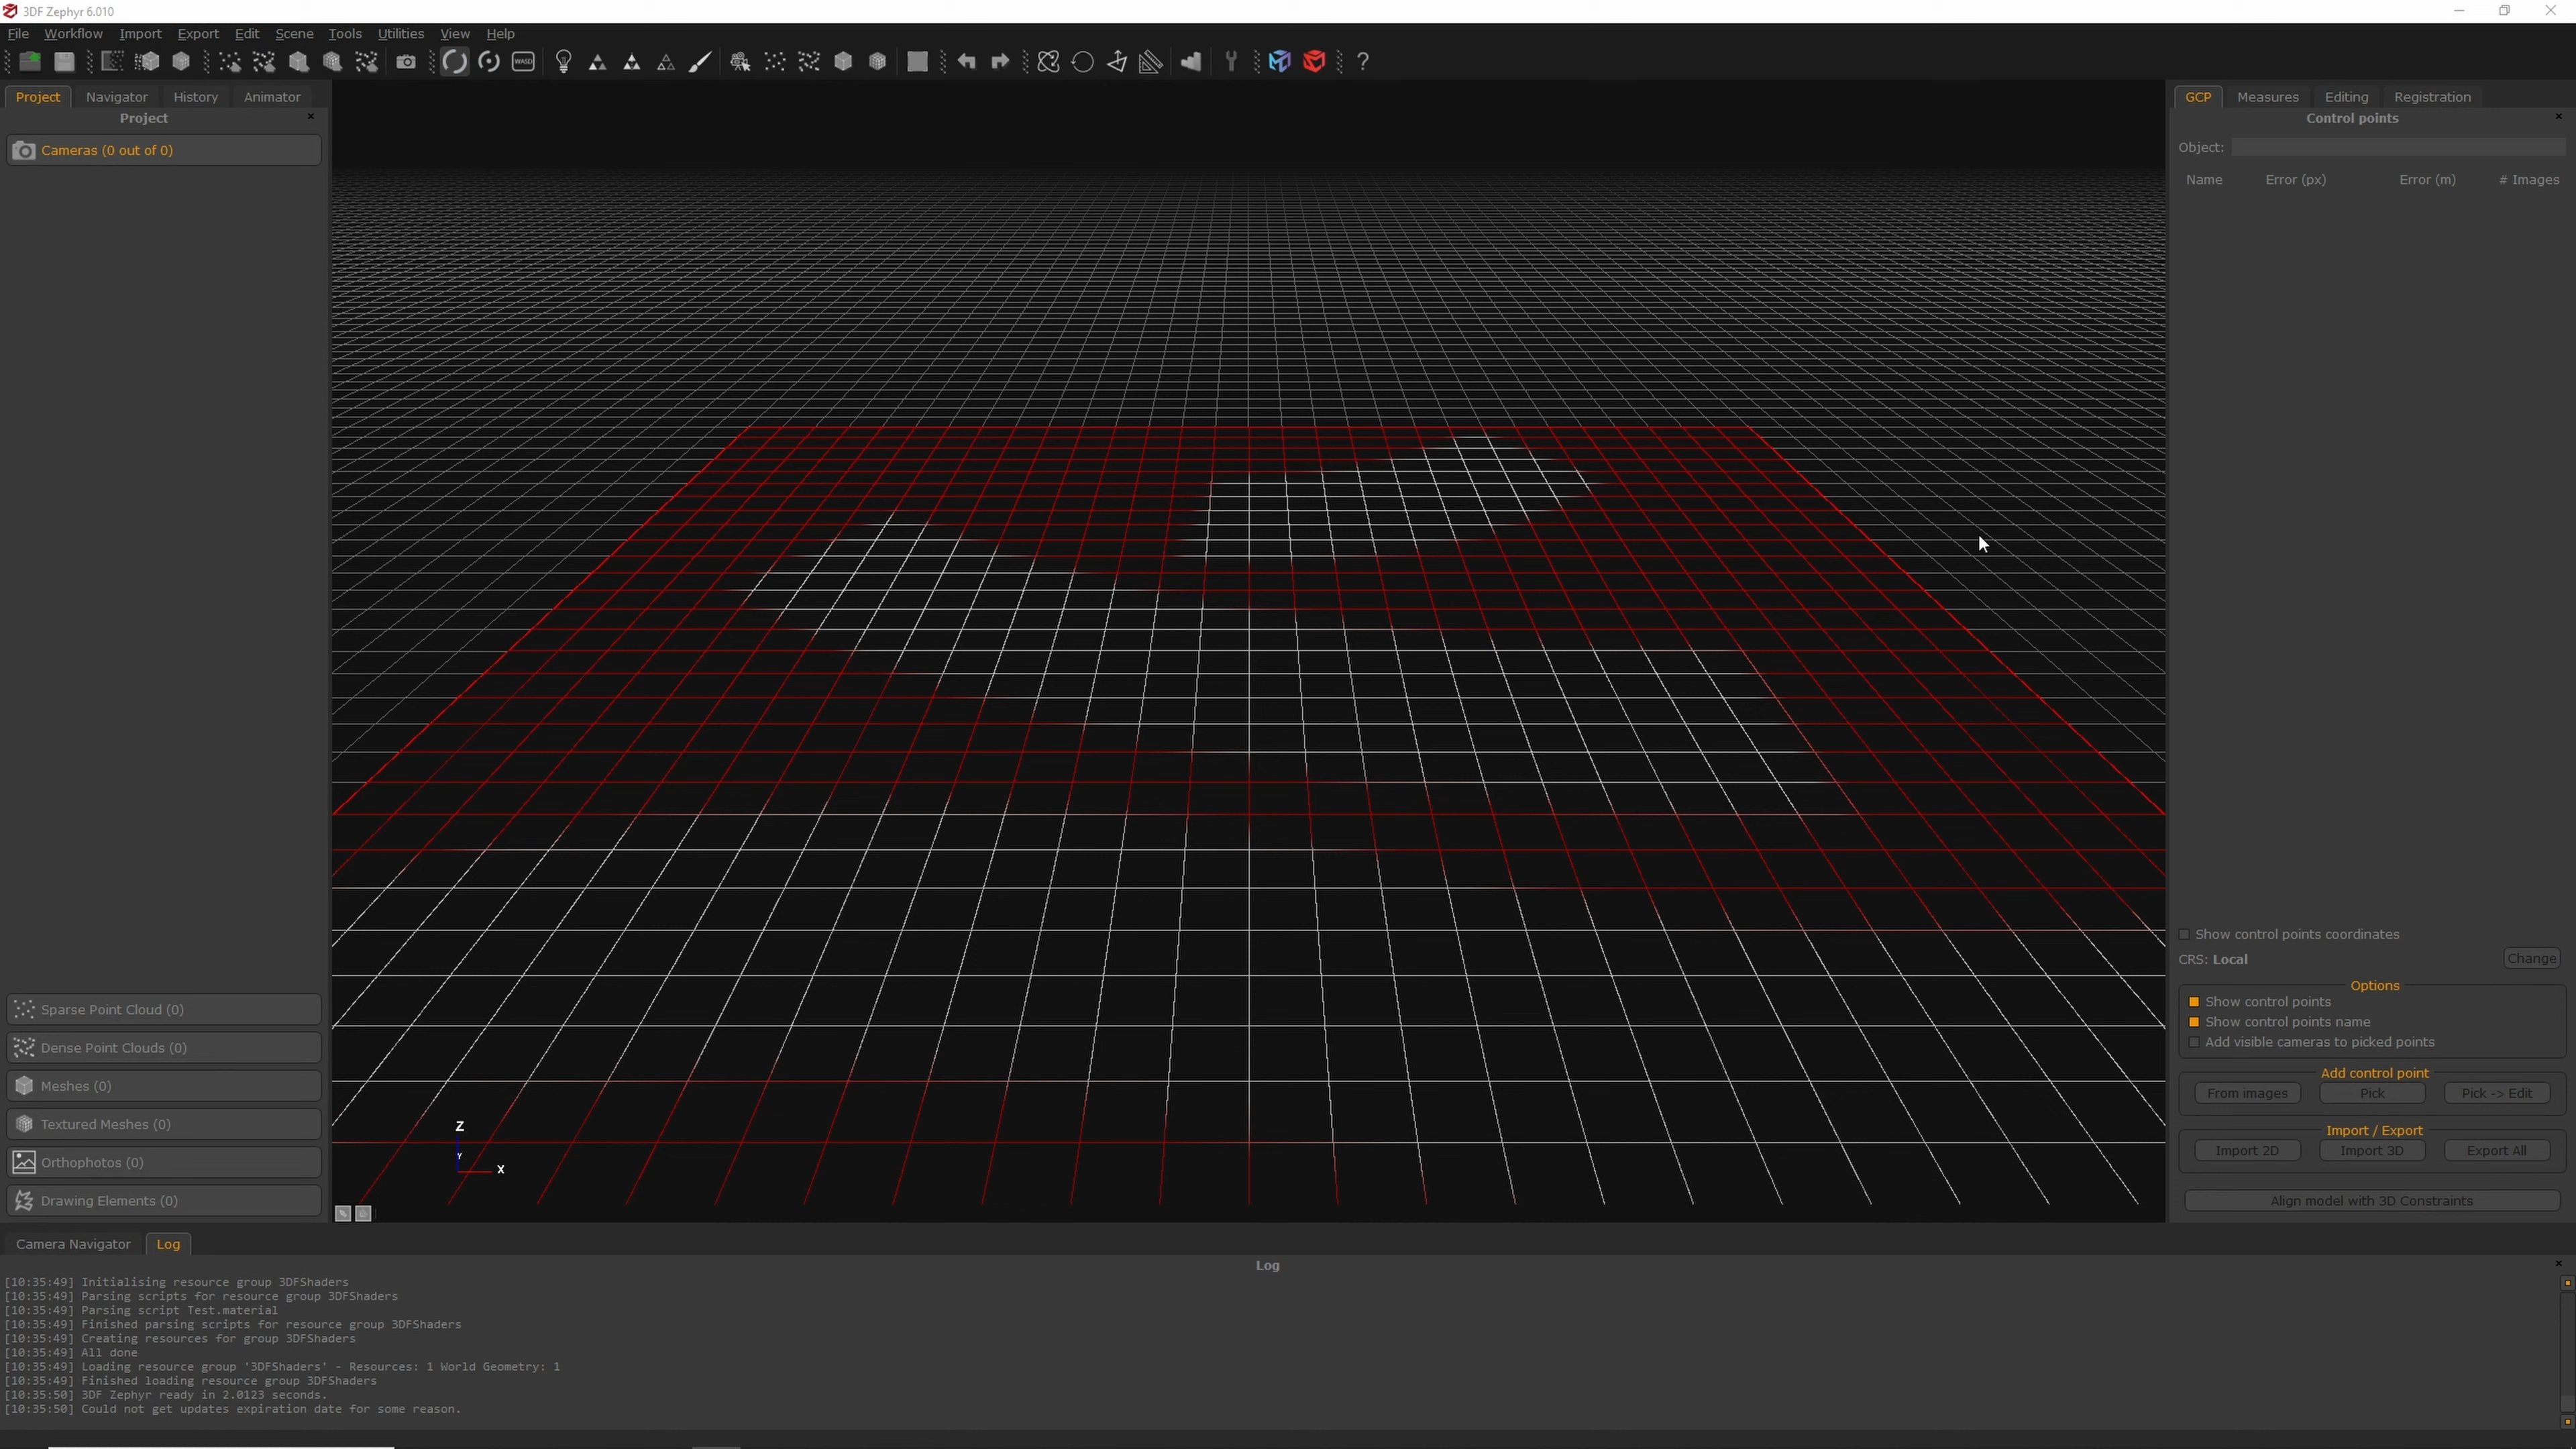 3DF Zephyr 6.010
File Workflow Import Export Edit Scene Tools Utilities View Help
WASD
Project Navigator History Animator
Project
Cameras (0 out of 0)
Sparse Point Cloud (0)
Dense Point Clouds (0)
Meshes (0)
Textured Meshes (0)
Orthophotos (0)
Drawing Elements (0)
Z
Y
X
GCP Measures Editing Registration
Control points
Object:
Name Error (px) Error (m) # Images
Show control points coordinates
CRS: Local Change
Options
Show control points
Show control points name
Add visible cameras to picked points
Add control point
From images Pick Pick -> Edit
Import / Export
Import 2D Import 3D Export All
Align model with 3D Constraints
Camera Navigator Log
Log
[10:35:49] Initialising resource group 3DFShaders
[10:35:49] Parsing scripts for resource group 3DFShaders
[10:35:49] Parsing script Test.material
[10:35:49] Finished parsing scripts for resource group 3DFShaders
[10:35:49] Creating resources for group 3DFShaders
[10:35:49] All done
[10:35:49] Loading resource group '3DFShaders' - Resources: 1 World Geometry: 1
[10:35:49] Finished loading resource group 3DFShaders
[10:35:50] 3DF Zephyr ready in 2.0123 seconds.
[10:35:50] Could not get updates expiration date for some reason.